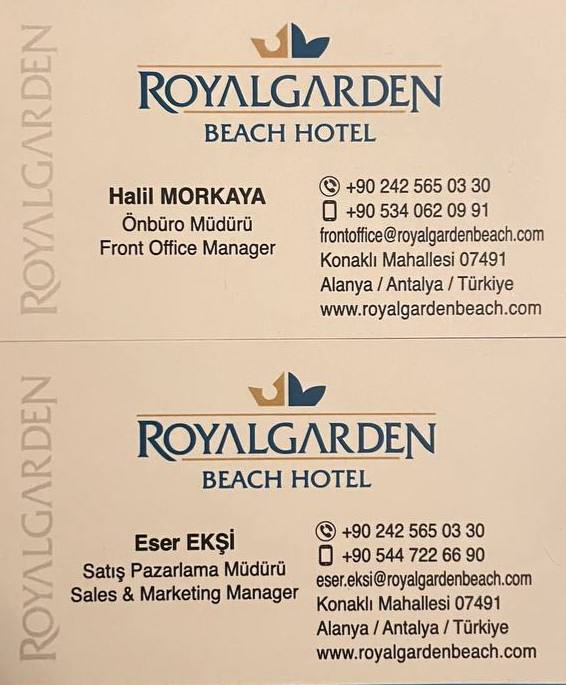 ROYALGARDEN
ROYALGARDEN
BEACH HOTEL
Halil MORKAYA
Önbüro Müdürü
Front Office Manager
+90 242 565 03 30
+90 534 062 09 91
frontoffice@royalgardenbeach.com
Konaklı Mahallesi 07491
Alanya / Antalya / Türkiye
www.royalgardenbeach.com
ROYALGARDEN
ROYALGARDEN
BEACH HOTEL
Eser EKŞİ
Satış Pazarlama Müdürü
Sales & Marketing Manager
+90 242 565 03 30
+90 544 722 66 90
eser.eksi@royalgardenbeach.com
Konaklı Mahallesi 07491
Alanya / Antalya / Türkiye
www.royalgardenbeach.com